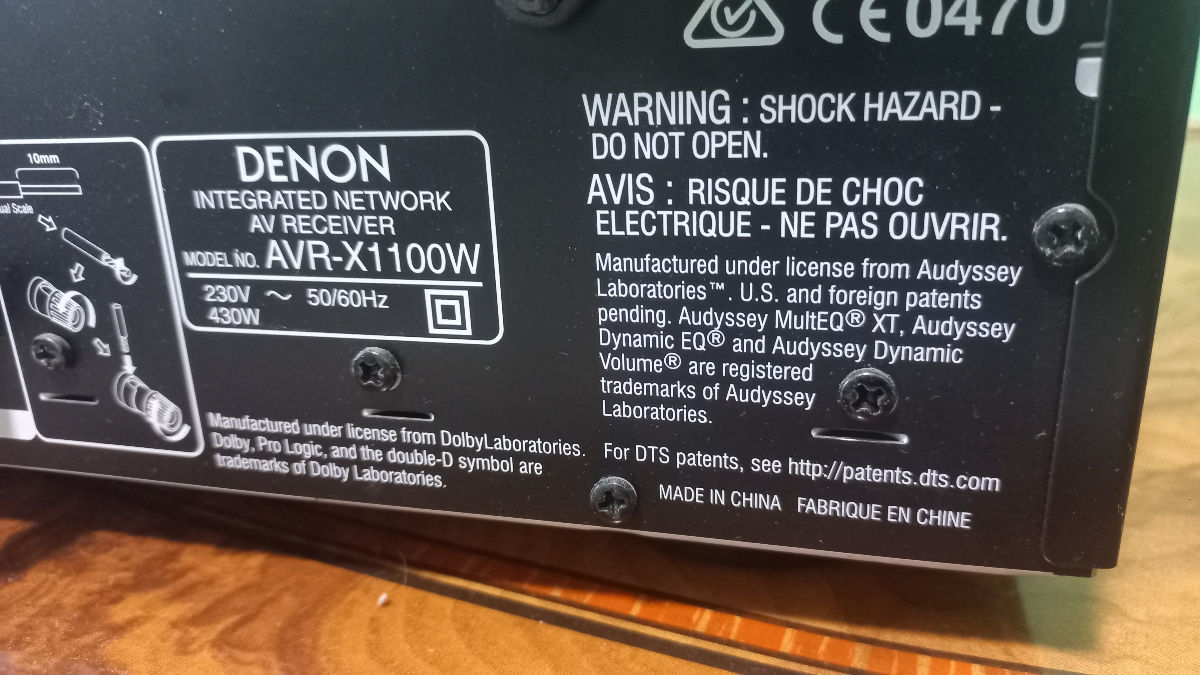 CE 0470
WARNING : SHOCK HAZARD -
DO NOT OPEN.
AVIS : RISQUE DE CHOC
ELECTRIQUE - NE PAS OUVRIR.
10mm
Scale
DENON
INTEGRATED NETWORK
AV RECEIVER
MODEL NO. AVR-X1100W
230V ～ 50/60Hz
430W
Manufactured under license from Audyssey
Laboratories™. U.S. and foreign patents
pending. Audyssey MultEQ® XT, Audyssey
Dynamic EQ® and Audyssey Dynamic
Volume® are registered
trademarks of Audyssey
Laboratories.
Manufactured under license from DolbyLaboratories.
Dolby, Pro Logic, and the double-D symbol are
trademarks of Dolby Laboratories.
For DTS patents, see http://patents.dts.com
MADE IN CHINA FABRIQUE EN CHINE